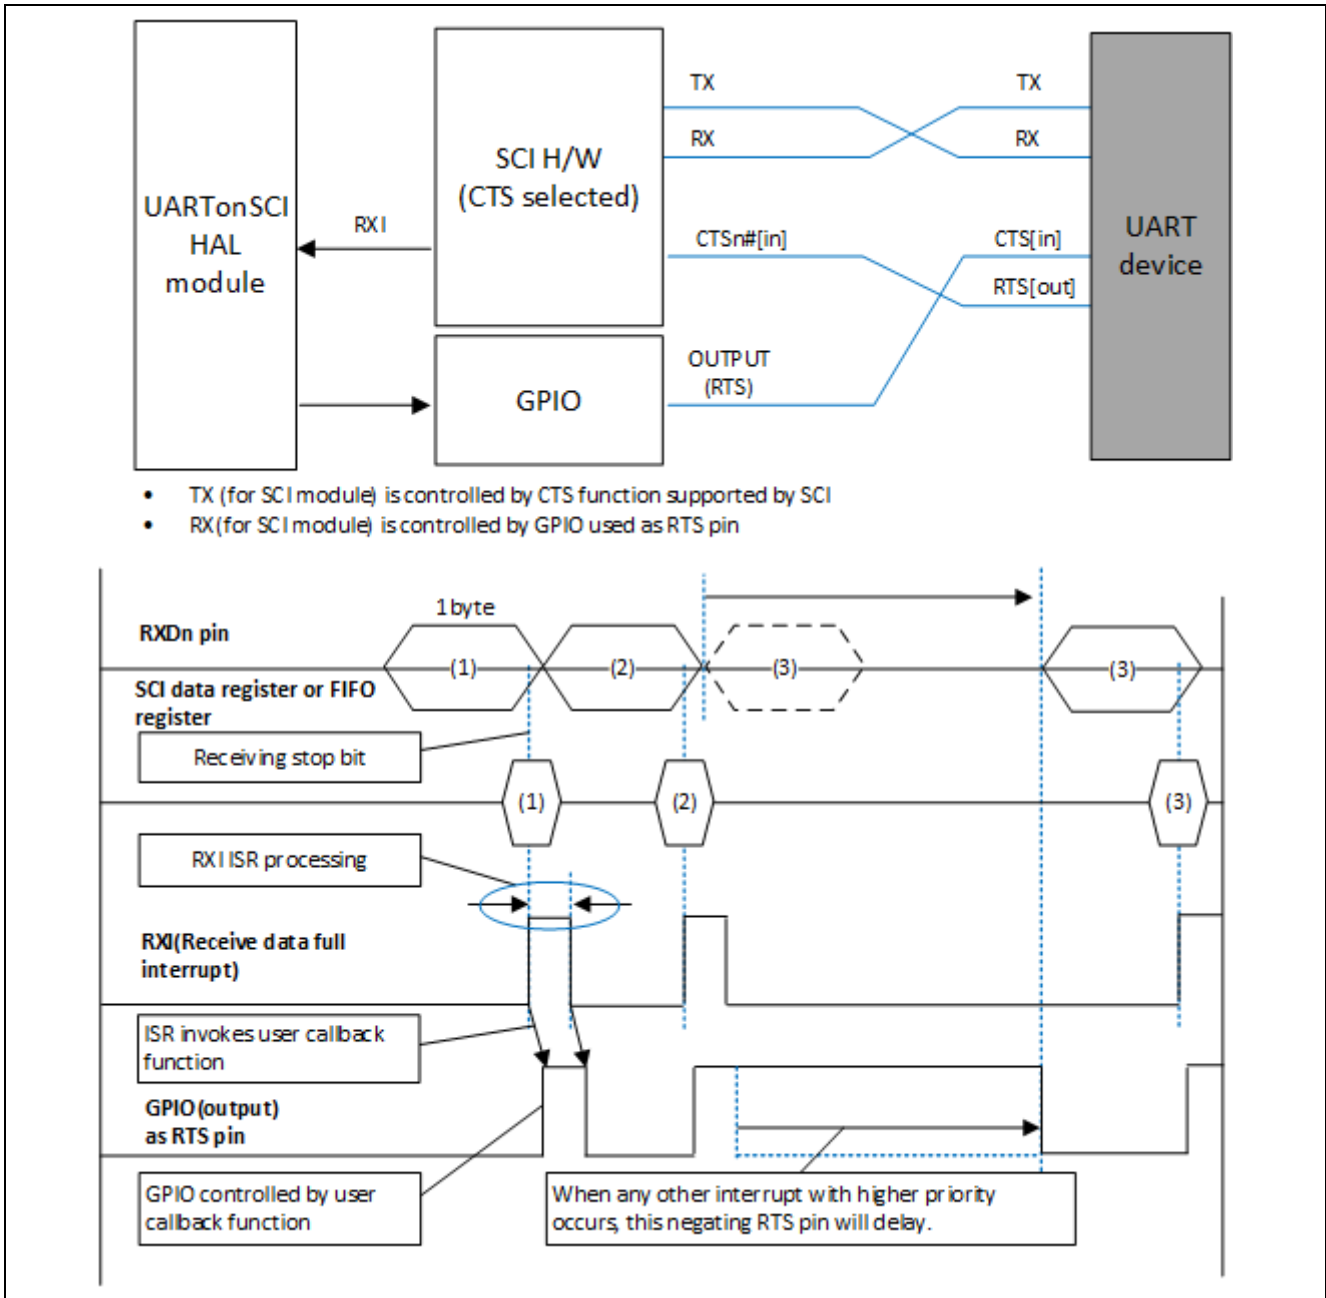 UARTonSCI
HAL
module
RXI
SCI H/W
(CTS selected)
GPIO
TX
RX
CTSn#[in]
OUTPUT
(RTS)
TX
RX
CTS[in]
RTS[out]
UART
device
• TX (for SCI module) is controlled by CTS function supported by SCI
• RX(for SCI module) is controlled by GPIO used as RTS pin
1byte
RXDn pin
(1)
(2)
(3)
(3)
SCI data register or FIFO
register
Receiving stop bit
(1)
(2)
(3)
RXI ISR processing
RXI(Receive data full
interrupt)
ISR invokes user callback
function
GPIO(output)
as RTS pin
GPIO controlled by user
callback function
When any other interrupt with higher priority
occurs, this negating RTS pin will delay.